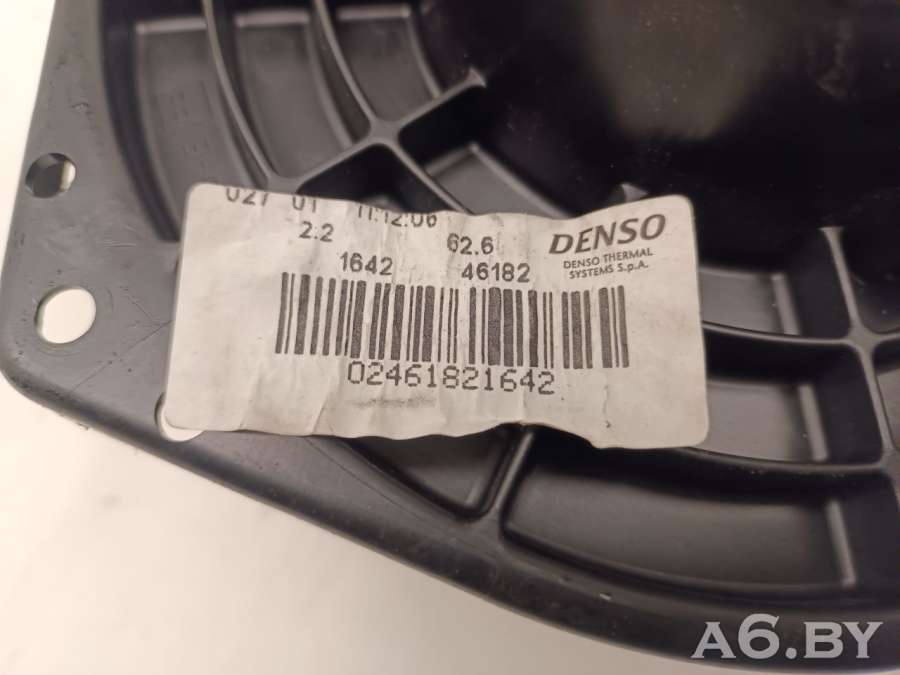 027 01 11:12:06
2.2 62.6
DENSO
DENSO THERMAL
SYSTEMS S.p.A.
1642 46182
02461821642
A6.BY